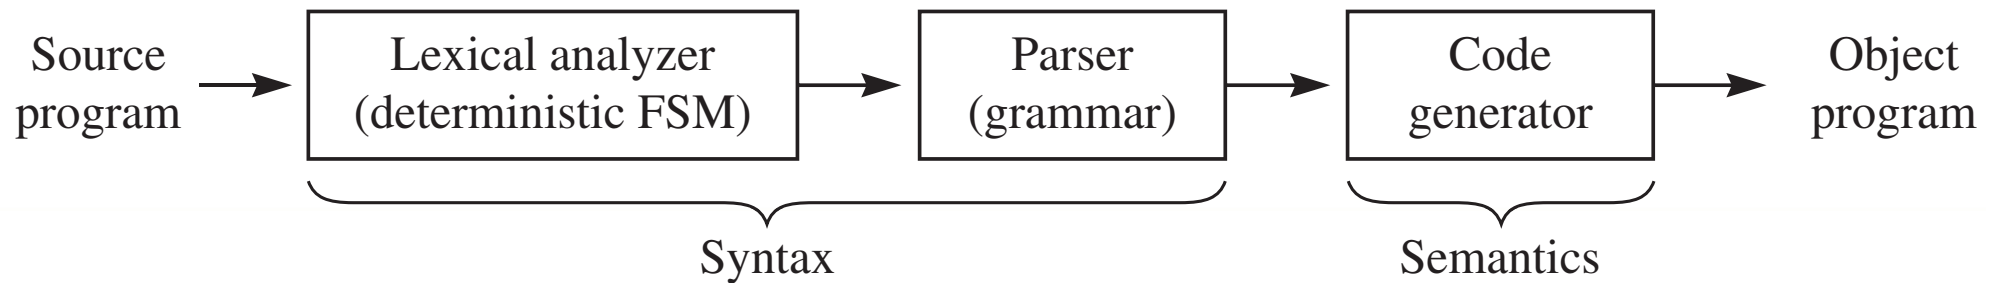 Source
program
Lexical analyzer
(deterministic FSM)
Parser
(grammar)
Code
generator
Object
program
Syntax
Semantics